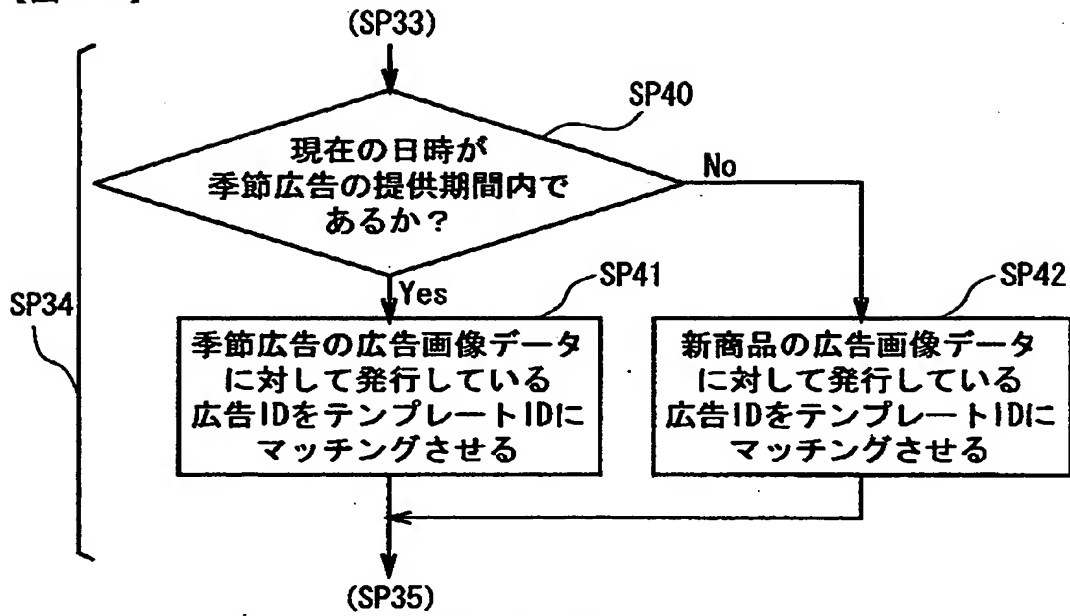 (SP33)
SP40
現在の日時が
季節広告の提供期間内で
あるか?
No
Yes
SP41
SP42
SP34
季節広告の広告画像データ
に対して発行している
広告IDをテンプレートIDに
マッチングさせる
新商品の広告画像データ
に対して発行している
広告IDをテンプレートIDに
マッチングさせる
(SP35)